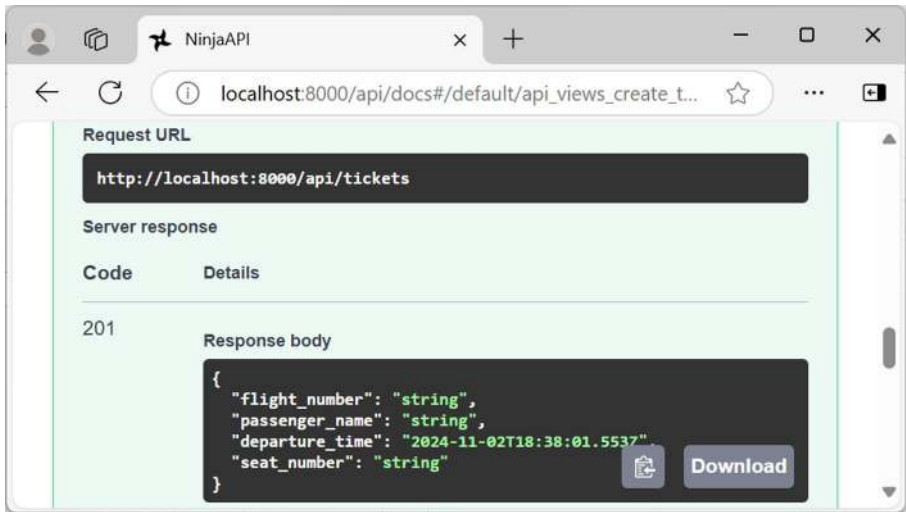 NinjaAPI
localhost:8000/api/docs#/default/api_views_create_t...
Request URL
http://localhost:8000/api/tickets
Server response
Code Details
201
Response body
{
"flight_number": "string",
"passenger_name": "string",
"departure_time": "2024-11-02T18:38:01.553Z",
"seat_number": "string"
}
Download